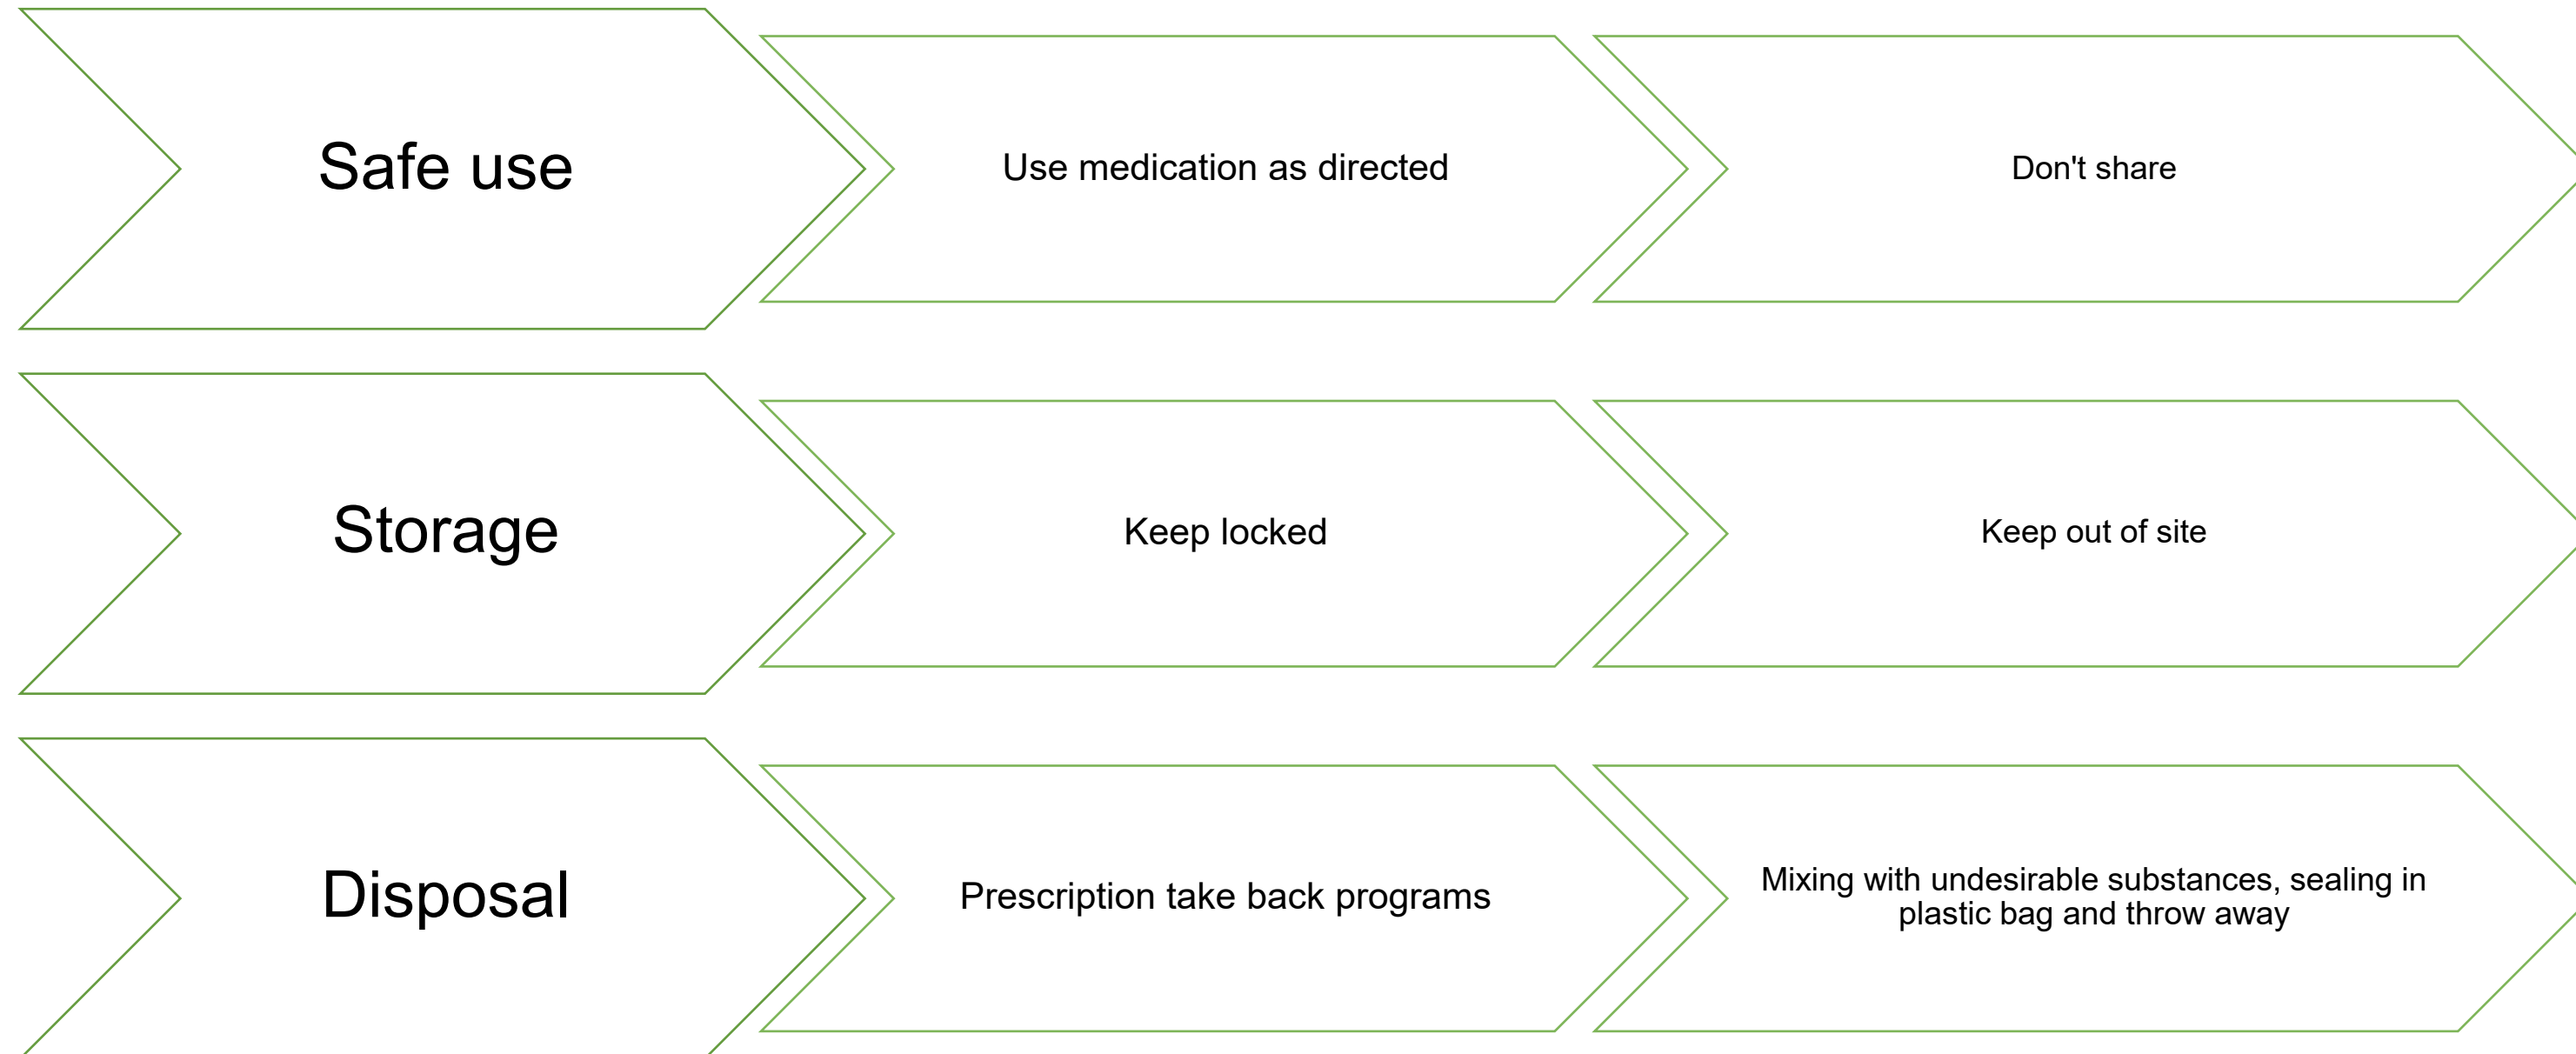 Safe use
Use medication as directed
Don't share
Storage
Keep locked
Keep out of site
Disposal
Prescription take back programs
Mixing with undesirable substances, sealing in
plastic bag and throw away